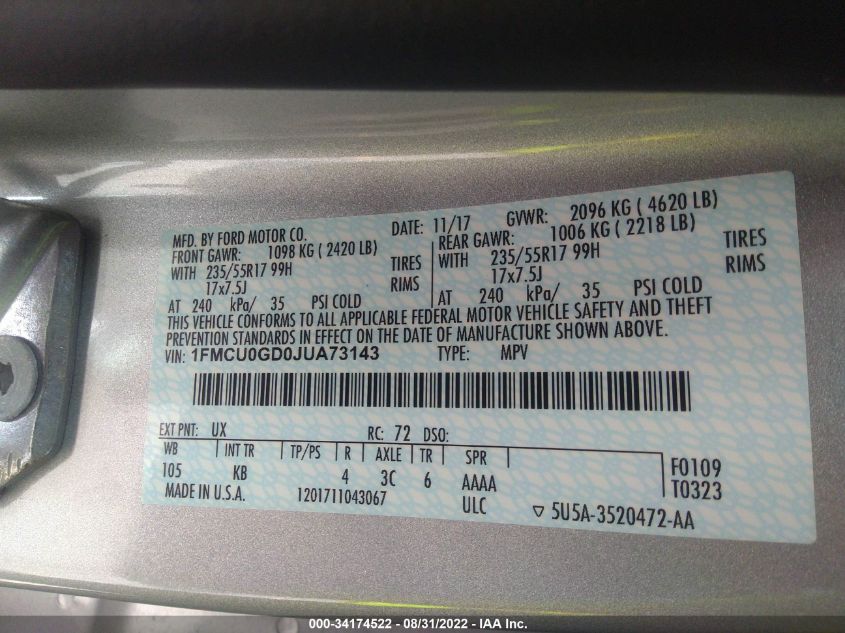 MFD. BY FORD MOTOR CO. DATE: 11/17 GVWR: 2096 KG ( 4620 LB)
FRONT GAWR: 1098 KG ( 2420 LB) REAR GAWR: 1006 KG ( 2218 LB)
WITH 235/55R17 99H TIRES WITH 235/55R17 99H TIRES
17x7.5J RIMS 17x7.5J RIMS
AT 240 kPa/ 35 PSI COLD AT 240 kPa/ 35 PSI COLD
THIS VEHICLE CONFORMS TO ALL APPLICABLE FEDERAL MOTOR VEHICLE SAFETY AND THEFT
PREVENTION STANDARDS IN EFFECT ON THE DATE OF MANUFACTURE SHOWN ABOVE.
VIN: 1FMCU0GD0JUA73143 TYPE: MPV
EXT PNT: UX RC: 72 DSO:
WB INT TR TP/PS R AXLE TR SPR
105 KB 4 3C 6 AAAA F0109
MADE IN U.S.A. 1201711043067 ULC T0323
▽ 5U5A-3520472-AA
000-34174522 - 08/31/2022 - IAA Inc.